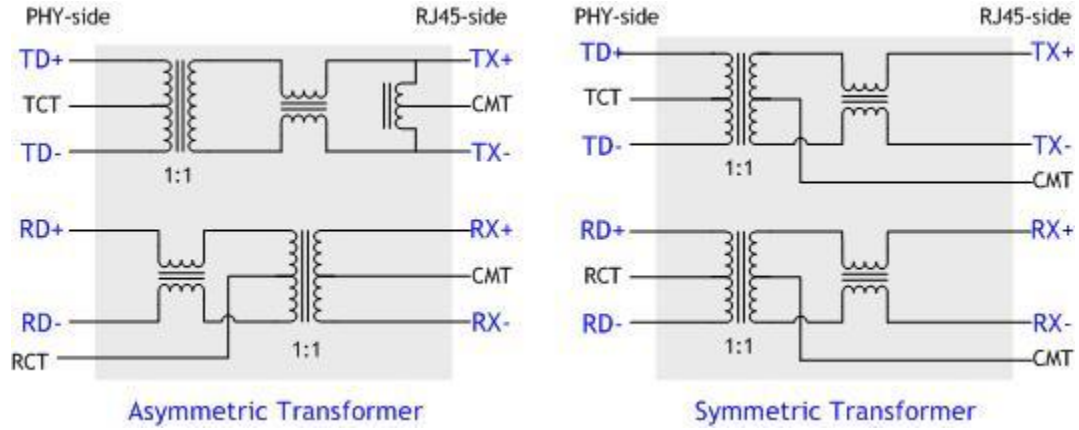 PHY-side RJ45-side
TD+ TX+
TCT CMT
TD- TX-
1:1
RD+ RX+
CMT
RD- RX-
RCT 1:1
Asymmetric Transformer
PHY-side RJ45-side
TD+ TX+
TCT
TD- TX-
1:1 CMT
RD+ RX+
RCT
RD- RX-
1:1 CMT
Symmetric Transformer